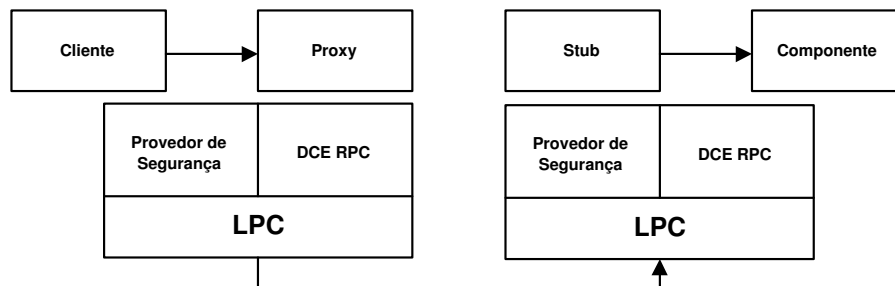 Cliente
Proxy
Stub
Componente
Provedor de
Segurança
DCE RPC
LPC
Provedor de
Segurança
DCE RPC
LPC